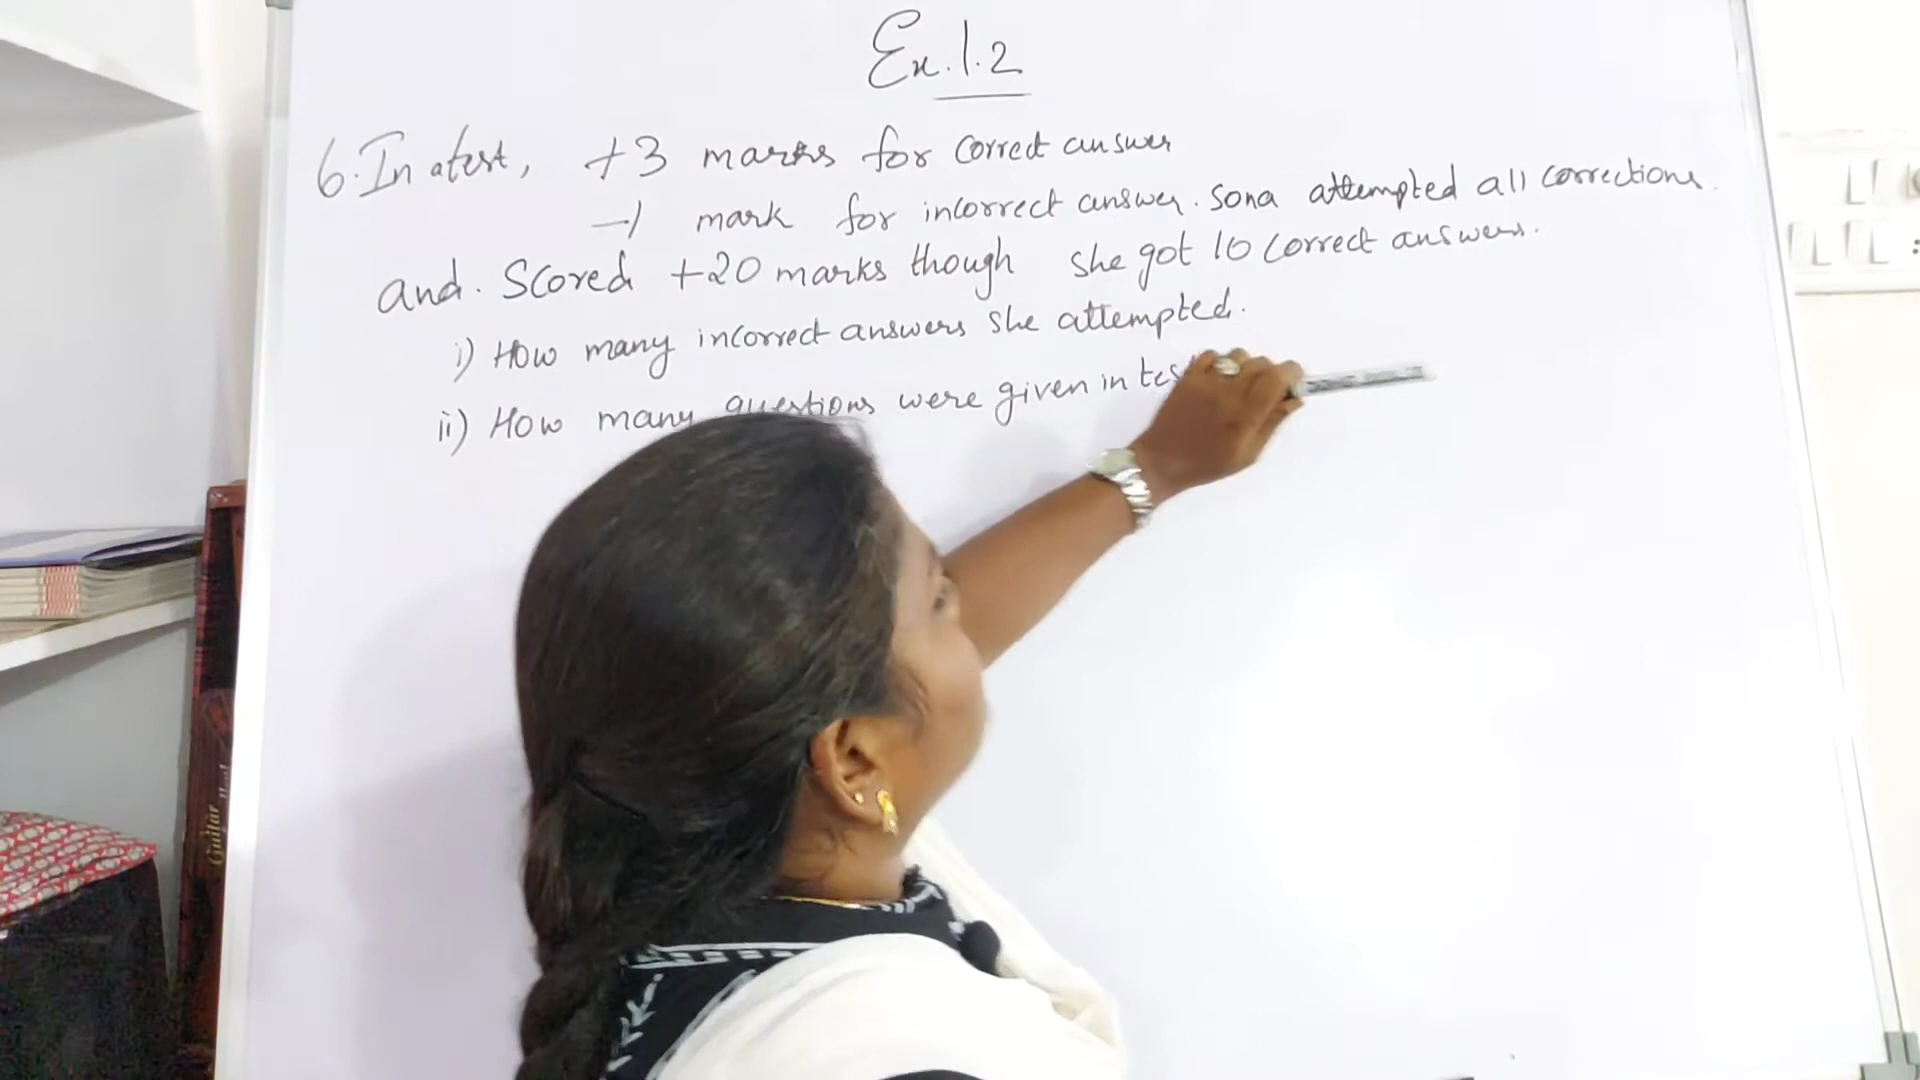 Ex.1.2
6. In a test, +3 marks for correct answer
-1 mark for incorrect answer. Sona attempted all corrections.
and. Scored +20 marks though she got 10 correct answers.
i) How many incorrect answers she attempted.
ii) How many questions were given in tes
Guitar